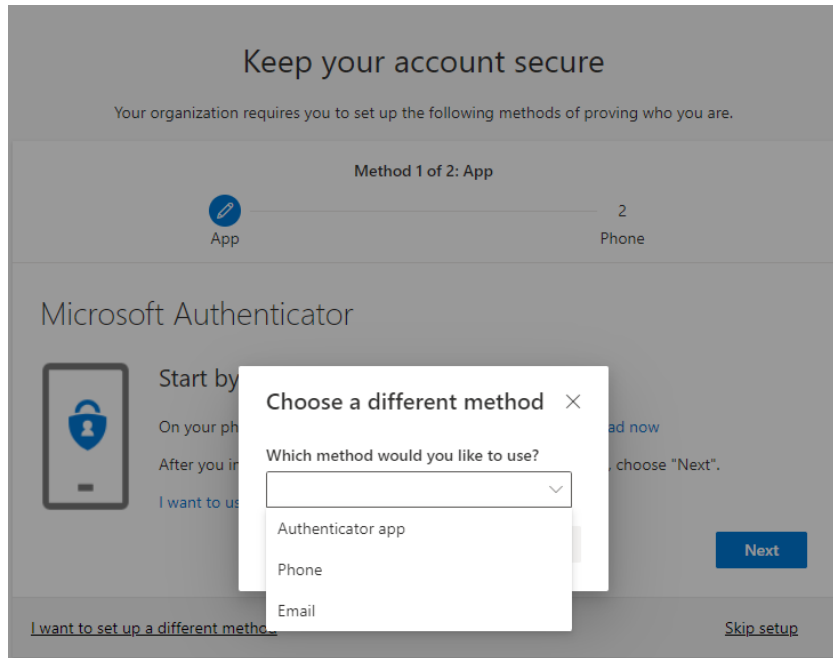 Keep your account secure
Your organization requires you to set up the following methods of proving who you are.
Method 1 of 2: App
2
App
Phone
Microsoft Authenticator
Start by
On your ph
ad now
After you in
, choose "Next".
I want to us
Choose a different method
Which method would you like to use?
Authenticator app
Phone
Email
Next
I want to set up a different method
Skip setup